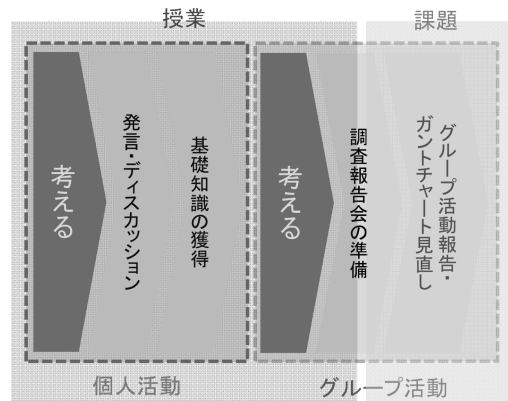 授業
課題
考える
発言・ディスカッション
基礎知識の獲得
考える
調査報告会の準備
グループ活動報告・
ガントチャート見直し
個人活動
グループ活動